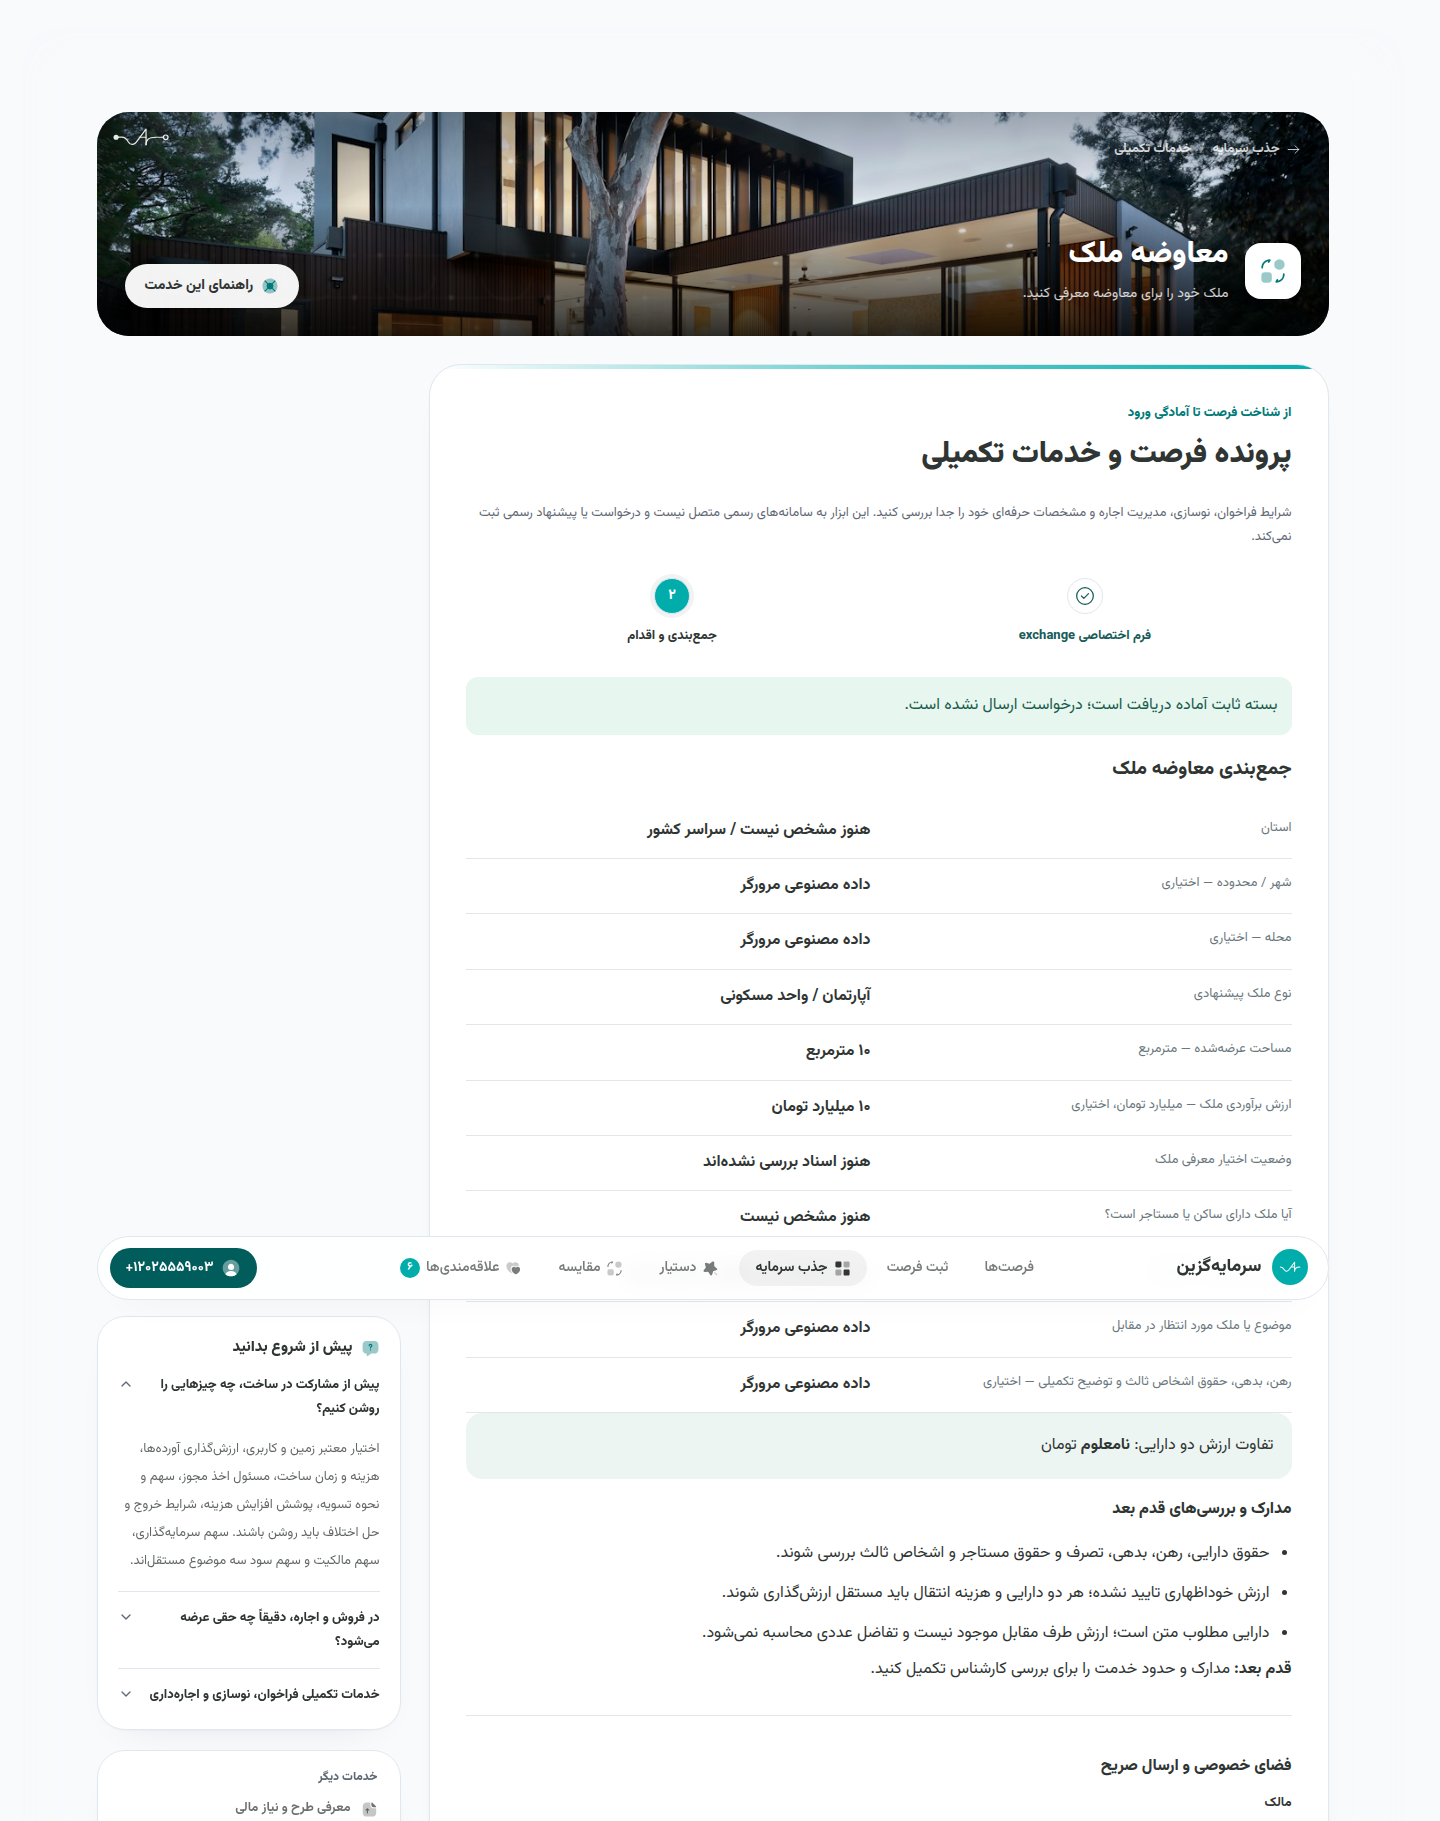 جذب سرمایه
خدمات تکمیلی
معاوضه ملک
ملک خود را برای معاوضه معرفی کنید.
راهنمای این خدمت
از شناخت فرصت تا آمادگی ورود
پرونده فرصت و خدمات تکمیلی
شرایط فراخوان، نوسازی، مدیریت اجاره و مشخصات حرفه‌ای خود را جدا بررسی کنید. این ابزار به سامانه‌های رسمی متصل نیست و درخواست یا پیشنهاد رسمی ثبت
نمی‌کند.
۲
فرم اختصاصی exchange
جمع‌بندی و اقدام
بسته ثابت آماده دریافت است؛ درخواست ارسال نشده است.
جمع‌بندی معاوضه ملک
استان
هنوز مشخص نیست / سراسر کشور
شهر / محدوده — اختیاری
داده مصنوعی مرورگر
محله — اختیاری
داده مصنوعی مرورگر
نوع ملک پیشنهادی
آپارتمان / واحد مسکونی
مساحت عرضه‌شده — مترمربع
۱۰ مترمربع
ارزش برآوردی ملک — میلیارد تومان، اختیاری
۱۰ میلیارد تومان
وضعیت اختیار معرفی ملک
هنوز اسناد بررسی نشده‌اند
آیا ملک دارای ساکن یا مستاجر است؟
هنوز مشخص نیست
سرمایه‌گزین
فرصت‌ها
ثبت فرصت
جذب سرمایه
دستیار
مقایسه
علاقه‌مندی‌ها ۶
+۱۲۰۲۵۵۵۹۰۰۳
موضوع یا ملک مورد انتظار در مقابل
داده مصنوعی مرورگر
رهن، بدهی، حقوق اشخاص ثالث و توضیح تکمیلی — اختیاری
داده مصنوعی مرورگر
تفاوت ارزش دو دارایی: نامعلوم تومان
مدارک و بررسی‌های قدم بعد
حقوق دارایی، رهن، بدهی، تصرف و حقوق مستاجر و اشخاص ثالث بررسی شوند.
ارزش خوداظهاری تایید نشده؛ هر دو دارایی و هزینه انتقال باید مستقل ارزش‌گذاری شوند.
دارایی مطلوب متن است؛ ارزش طرف مقابل موجود نیست و تفاضل عددی محاسبه نمی‌شود.
قدم بعد: مدارک و حدود خدمت را برای بررسی کارشناس تکمیل کنید.
فضای خصوصی و ارسال صریح
مالک
پیش از شروع بدانید
پیش از مشارکت در ساخت، چه چیزهایی را
روشن کنیم؟
اختیار معتبر زمین و کاربری، ارزش‌گذاری آورده‌ها،
هزینه و زمان ساخت، مسئول اخذ مجوز، سهم و
نحوه تسویه، پوشش افزایش هزینه، شرایط خروج و
حل اختلاف باید روشن باشند. سهم سرمایه‌گذاری،
سهم مالکیت و سهم سود سه موضوع مستقل‌اند.
در فروش و اجاره، دقیقاً چه حقی عرضه
می‌شود؟
خدمات تکمیلی فراخوان، نوسازی و اجاره‌داری
خدمات دیگر
معرفی طرح و نیاز مالی